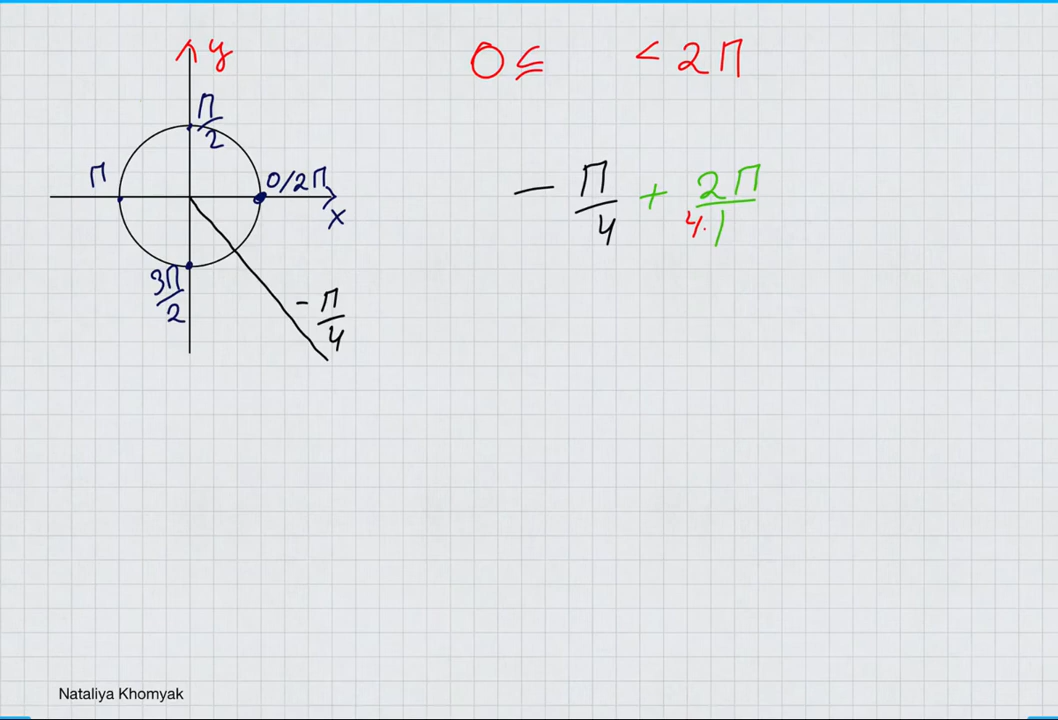 y
0 ≤ < 2π
π/2
π
0/2π
x
- π/4 + 2π/4·1
3π/2
- π/4
Nataliya Khomyak